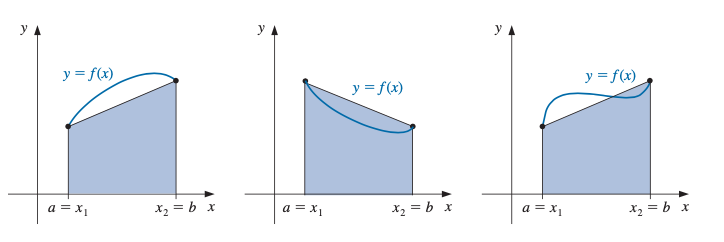 y
y = f(x)
a = x₁
x₂ = b
x
y
y = f(x)
a = x₁
x₂ = b
x
y
y = f(x)
a = x₁
x₂ = b
x